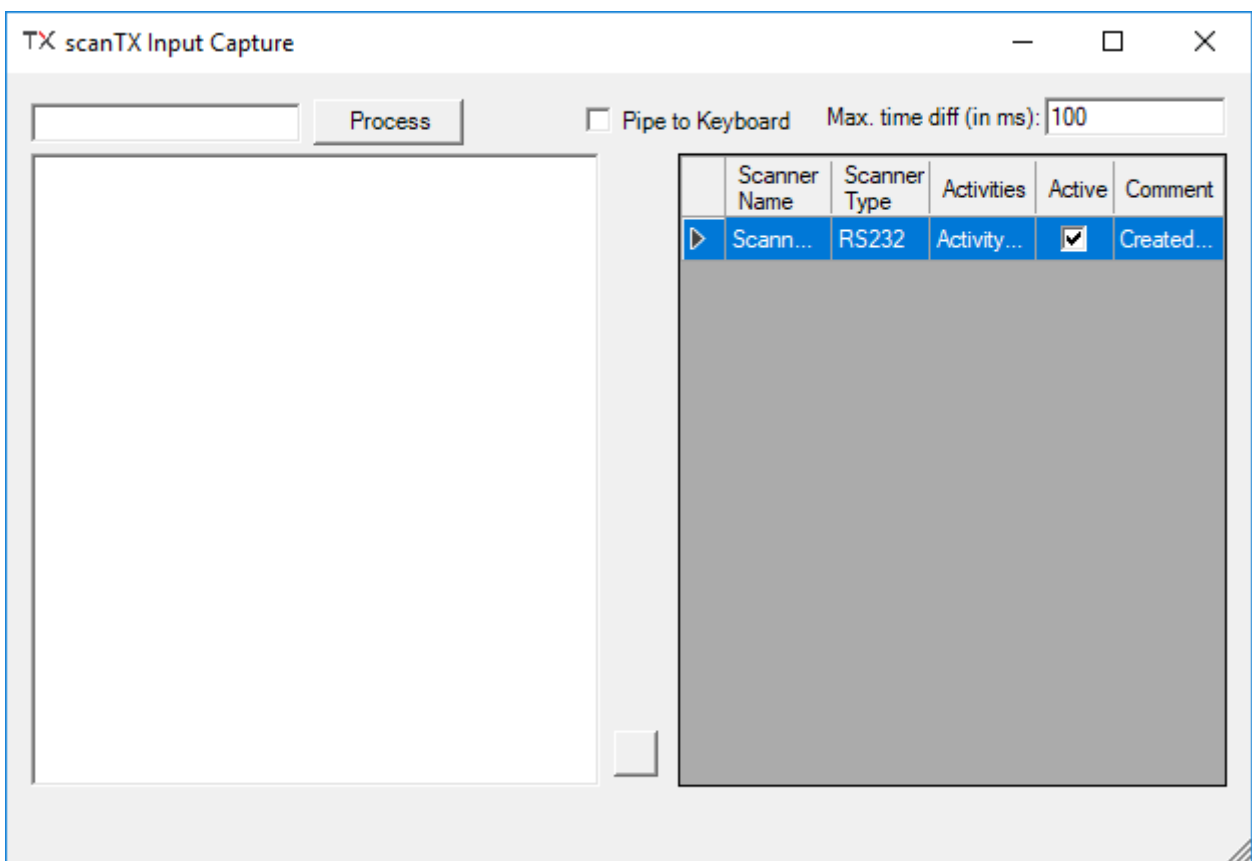 TX scanTX Input Capture
Process
Pipe to Keyboard
Max. time diff (in ms): 100
Scanner Name
Scanner Type
Activities
Active
Comment
Scann... RS232 Activity... Created...